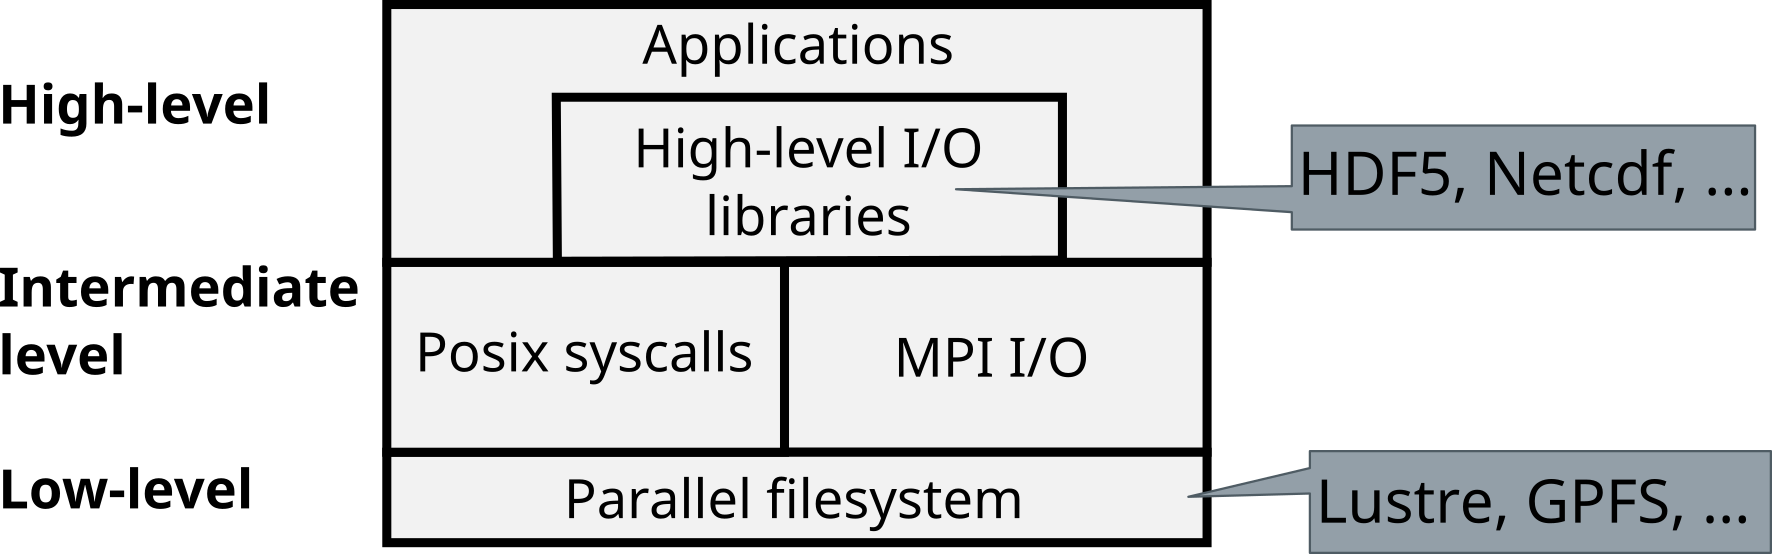 Applications
High-level
High-level I/O
libraries
HDF5, Netcdf, ...
Intermediate
level
Posix syscalls
MPI I/O
Low-level
Parallel filesystem
Lustre, GPFS, ...